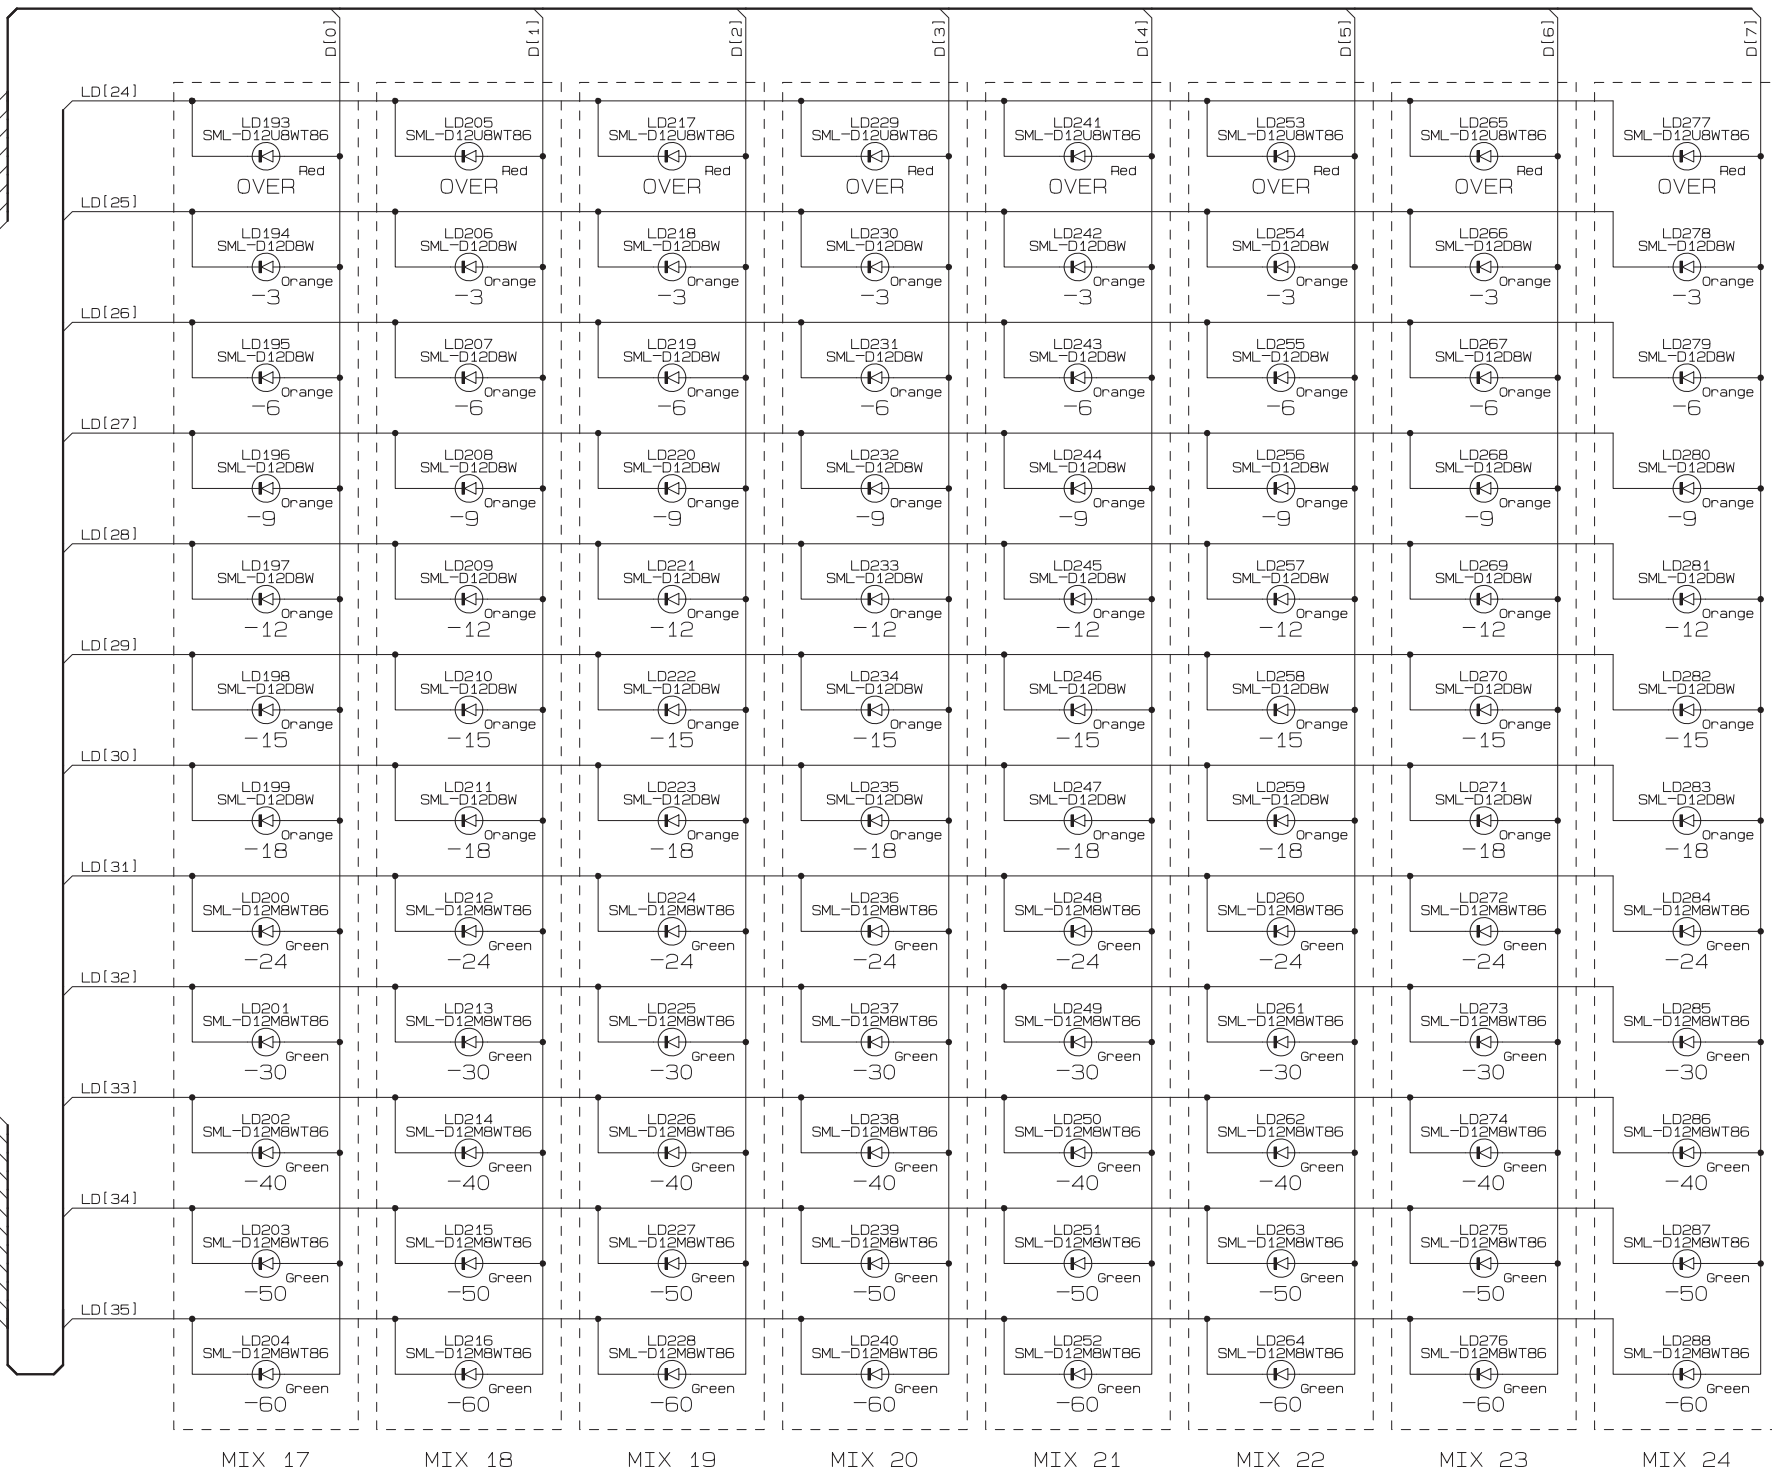 D[0] D[1] D[2] D[3] D[4] D[5] D[6] D[7]
LD[24]
LD193 LD205 LD217 LD229 LD241 LD253 LD265 LD277
SML-D12U8WT86 SML-D12U8WT86 SML-D12U8WT86 SML-D12U8WT86 SML-D12U8WT86 SML-D12U8WT86 SML-D12U8WT86 SML-D12U8WT86
Red Red Red Red Red Red Red Red
OVER OVER OVER OVER OVER OVER OVER OVER
LD[25]
LD194 LD206 LD218 LD230 LD242 LD254 LD266 LD278
SML-D12D8W SML-D12D8W SML-D12D8W SML-D12D8W SML-D12D8W SML-D12D8W SML-D12D8W SML-D12D8W
Orange Orange Orange Orange Orange Orange Orange Orange
-3 -3 -3 -3 -3 -3 -3 -3
LD[26]
LD195 LD207 LD219 LD231 LD243 LD255 LD267 LD279
SML-D12D8W SML-D12D8W SML-D12D8W SML-D12D8W SML-D12D8W SML-D12D8W SML-D12D8W SML-D12D8W
Orange Orange Orange Orange Orange Orange Orange Orange
-6 -6 -6 -6 -6 -6 -6 -6
LD[27]
LD196 LD208 LD220 LD232 LD244 LD256 LD268 LD280
SML-D12D8W SML-D12D8W SML-D12D8W SML-D12D8W SML-D12D8W SML-D12D8W SML-D12D8W SML-D12D8W
Orange Orange Orange Orange Orange Orange Orange Orange
-9 -9 -9 -9 -9 -9 -9 -9
LD[28]
LD197 LD209 LD221 LD233 LD245 LD257 LD269 LD281
SML-D12D8W SML-D12D8W SML-D12D8W SML-D12D8W SML-D12D8W SML-D12D8W SML-D12D8W SML-D12D8W
Orange Orange Orange Orange Orange Orange Orange Orange
-12 -12 -12 -12 -12 -12 -12 -12
LD[29]
LD198 LD210 LD222 LD234 LD246 LD258 LD270 LD282
SML-D12D8W SML-D12D8W SML-D12D8W SML-D12D8W SML-D12D8W SML-D12D8W SML-D12D8W SML-D12D8W
Orange Orange Orange Orange Orange Orange Orange Orange
-15 -15 -15 -15 -15 -15 -15 -15
LD[30]
LD199 LD211 LD223 LD235 LD247 LD259 LD271 LD283
SML-D12D8W SML-D12D8W SML-D12D8W SML-D12D8W SML-D12D8W SML-D12D8W SML-D12D8W SML-D12D8W
Orange Orange Orange Orange Orange Orange Orange Orange
-18 -18 -18 -18 -18 -18 -18 -18
LD[31]
LD200 LD212 LD224 LD236 LD248 LD260 LD272 LD284
SML-D12M8WT86 SML-D12M8WT86 SML-D12M8WT86 SML-D12M8WT86 SML-D12M8WT86 SML-D12M8WT86 SML-D12M8WT86 SML-D12M8WT86
Green Green Green Green Green Green Green Green
-24 -24 -24 -24 -24 -24 -24 -24
LD[32]
LD201 LD213 LD225 LD237 LD249 LD261 LD273 LD285
SML-D12M8WT86 SML-D12M8WT86 SML-D12M8WT86 SML-D12M8WT86 SML-D12M8WT86 SML-D12M8WT86 SML-D12M8WT86 SML-D12M8WT86
Green Green Green Green Green Green Green Green
-30 -30 -30 -30 -30 -30 -30 -30
LD[33]
LD202 LD214 LD226 LD238 LD250 LD262 LD274 LD286
SML-D12M8WT86 SML-D12M8WT86 SML-D12M8WT86 SML-D12M8WT86 SML-D12M8WT86 SML-D12M8WT86 SML-D12M8WT86 SML-D12M8WT86
Green Green Green Green Green Green Green Green
-40 -40 -40 -40 -40 -40 -40 -40
LD[34]
LD203 LD215 LD227 LD239 LD251 LD263 LD275 LD287
SML-D12M8WT86 SML-D12M8WT86 SML-D12M8WT86 SML-D12M8WT86 SML-D12M8WT86 SML-D12M8WT86 SML-D12M8WT86 SML-D12M8WT86
Green Green Green Green Green Green Green Green
-50 -50 -50 -50 -50 -50 -50 -50
LD[35]
LD204 LD216 LD228 LD240 LD252 LD264 LD276 LD288
SML-D12M8WT86 SML-D12M8WT86 SML-D12M8WT86 SML-D12M8WT86 SML-D12M8WT86 SML-D12M8WT86 SML-D12M8WT86 SML-D12M8WT86
Green Green Green Green Green Green Green Green
-60 -60 -60 -60 -60 -60 -60 -60
MIX 17 MIX 18 MIX 19 MIX 20 MIX 21 MIX 22 MIX 23 MIX 24